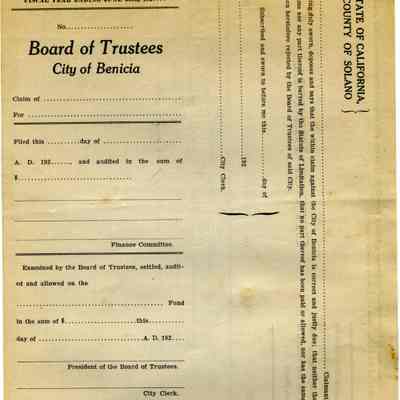 FISCAL YEAR ENDING JUNE 30th, 19
No.
Board of Trustees
City of Benicia
Claim of
For
Filed this day of
A. D. 192......, and audited in the sum of
$
Finance Committee.
Examined by the Board of Trustees, settled, audit-
ed and allowed on the
Fund
in the sum of $ this
day of A. D. 192
President of the Board of Trustees.
City Clerk.
STATE OF CALIFORNIA,
COUNTY OF SOLANO
Claimant
being duly sworn, deposes and says that the within claim against the City of Benicia is correct and justly due; that neither the
nor any part thereof is barred by the Statute of Limitation, that no part thereof has been paid or allowed, nor has the same
been heretofore rejected by the Board of Trustees of said City.
Subscribed and sworn to before me this day of
192
City Clerk.